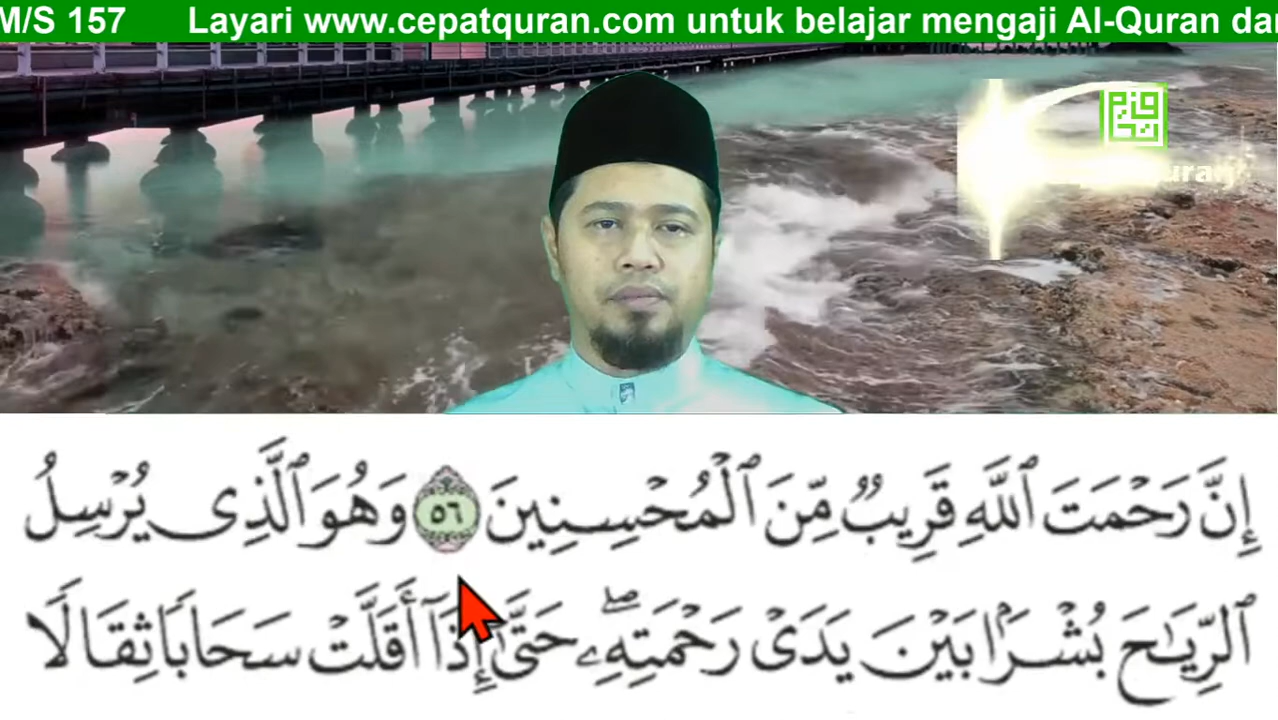 M/S 157 Layari www.cepatquran.com untuk belajar mengaji Al-Quran dan
إِنَّ رَحْمَتَ ٱللَّهِ قَرِيبٌ مِّنَ ٱلْمُحْسِنِينَ ٥٦ وَهُوَ ٱلَّذِى يُرْسِلُ
ٱلرِّيَـٰحَ بُشْرًۢا بَيْنَ يَدَىْ رَحْمَتِهِۦ ۖ حَتَّىٰٓ إِذَآ أَقَلَّتْ سَحَابًا ثِقَالًا